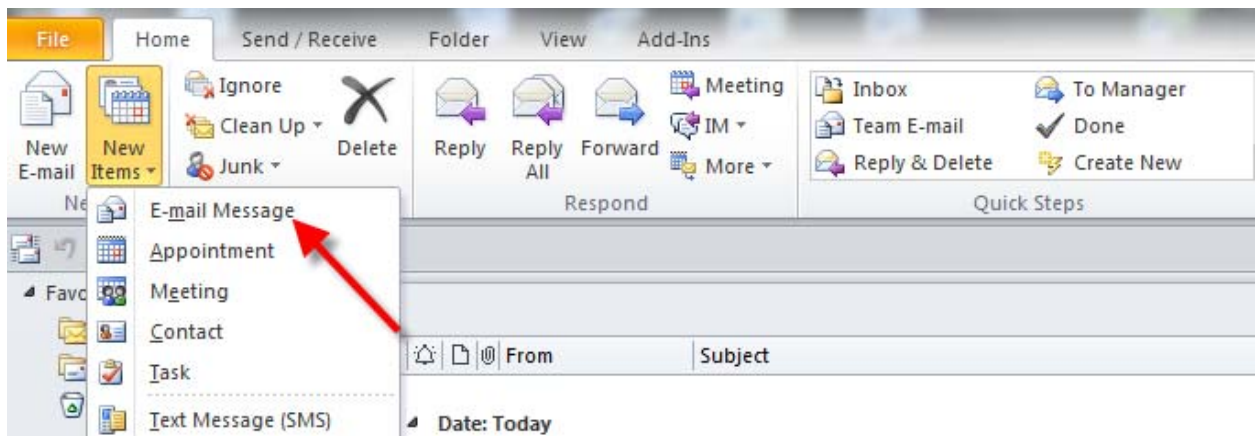 File Home Send / Receive Folder View Add-Ins
Ignore
Clean Up
Junk
New
E-mail
New
Items
Delete
Reply
Reply
All
Forward
Meeting
IM
More
Inbox
Team E-mail
Reply & Delete
To Manager
Done
Create New
Ne
Respond
Quick Steps
E-mail Message
Appointment
Meeting
Contact
Task
Text Message (SMS)
Favo
From Subject
Date: Today